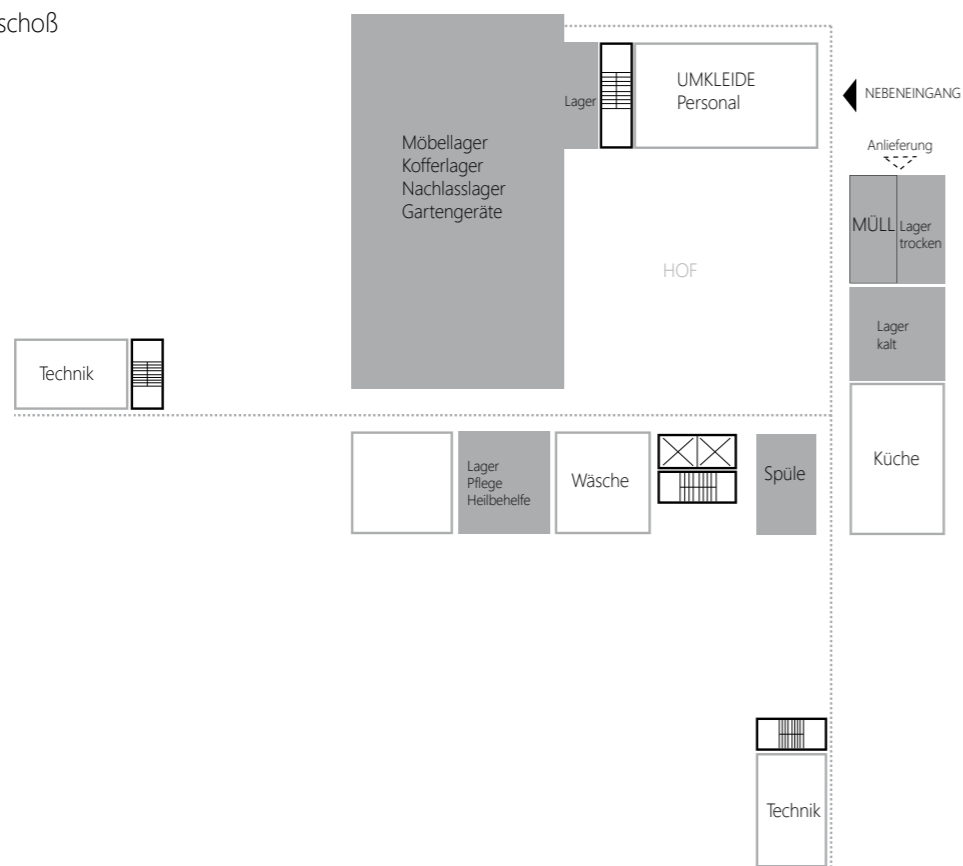 schoß
UMKLEIDE
Personal
NEBENEINGANG
Lager
Anlieferung
Möbellager
Kofferlager
Nachlasslager
Gartengeräte
MÜLL
Lager
trocken
HOF
Lager
kalt
Technik
Lager
Pflege
Heilbehelfe
Wäsche
Spüle
Küche
Technik